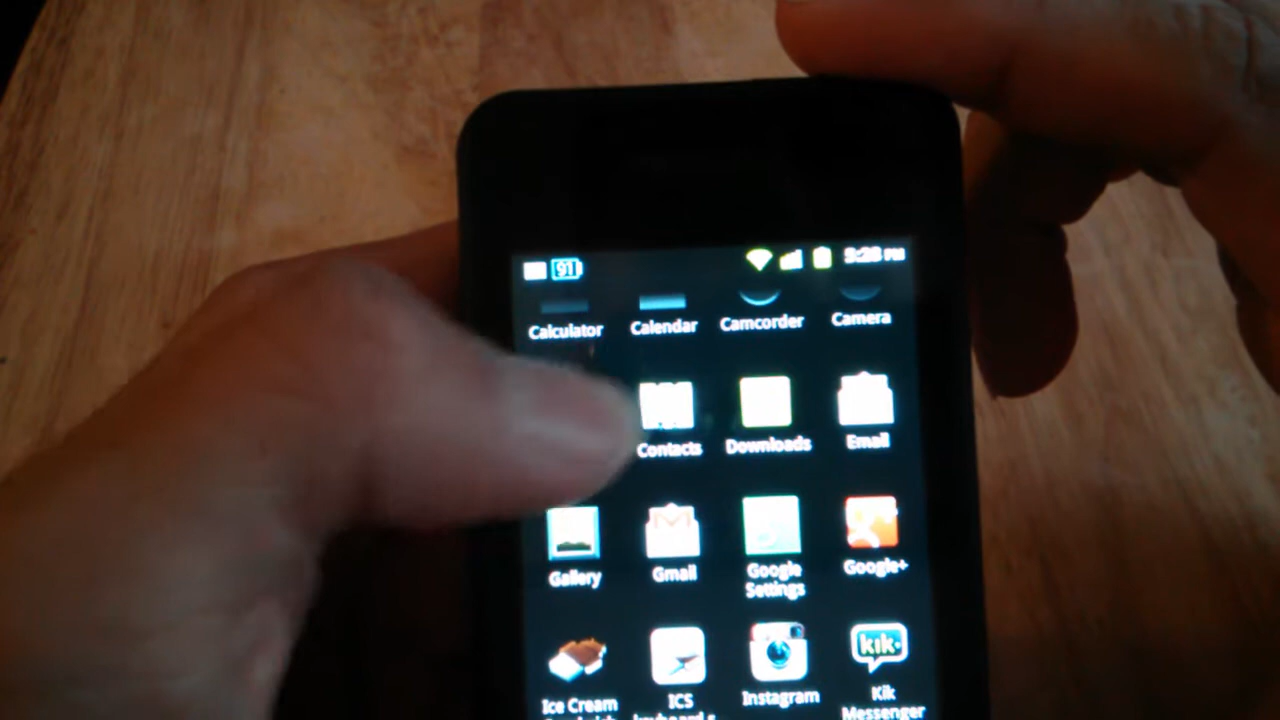 91
Calculator
Calendar
Camcorder
Camera
Contacts
Downloads
Email
Gallery
Gmail
Google
Settings
Google+
kik
Ice Cream
ICS
Instagram
Kik
Messenger